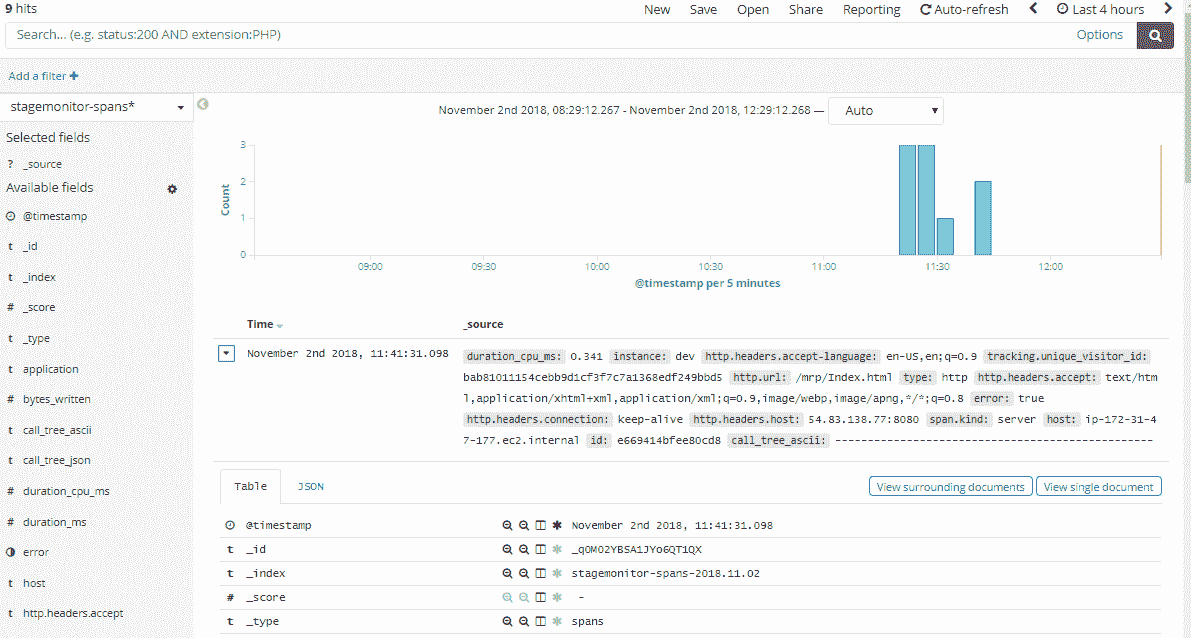 9 hits
New Save Open Share Reporting Auto-refresh Last 4 hours
Search... (e.g. status:200 AND extension:PHP)
Options
Add a filter
stagemonitor-spans*
Selected fields
? _source
Available fields
@timestamp
t _id
t _index
# _score
t _type
t application
# bytes_written
t call_tree_ascii
t call_tree_json
# duration_cpu_ms
# duration_ms
error
t host
t http.headers.accept
November 2nd 2018, 08:29:12.267 - November 2nd 2018, 12:29:12.268 — Auto
Count
3
2
1
0
09:00 09:30 10:00 10:30 11:00 11:30 12:00
@timestamp per 5 minutes
Time _source
November 2nd 2018, 11:41:31.098
duration_cpu_ms: 0.341 instance: dev http.headers.accept-language: en-US,en;q=0.9 tracking.unique_visitor_id:
bab81011154cebb9d1cf3f7c7a1368edf249bbd5 http.url: /mrp/Index.html type: http http.headers.accept: text/htm
l,application/xhtml+xml,application/xml;q=0.9,image/webp,image/apng,*/*;q=0.8 error: true
http.headers.connection: keep-alive http.headers.host: 54.83.138.77:8080 span.kind: server host: ip-172-31-4
7-177.ec2.internal id: e669414bfee80cd8 call_tree_ascii: ------------------------------------------------
Table JSON
View surrounding documents View single document
@timestamp November 2nd 2018, 11:41:31.098
t _id _q0M02YBSA1JYo6QT1QX
t _index stagemonitor-spans-2018.11.02
# _score -
t _type spans